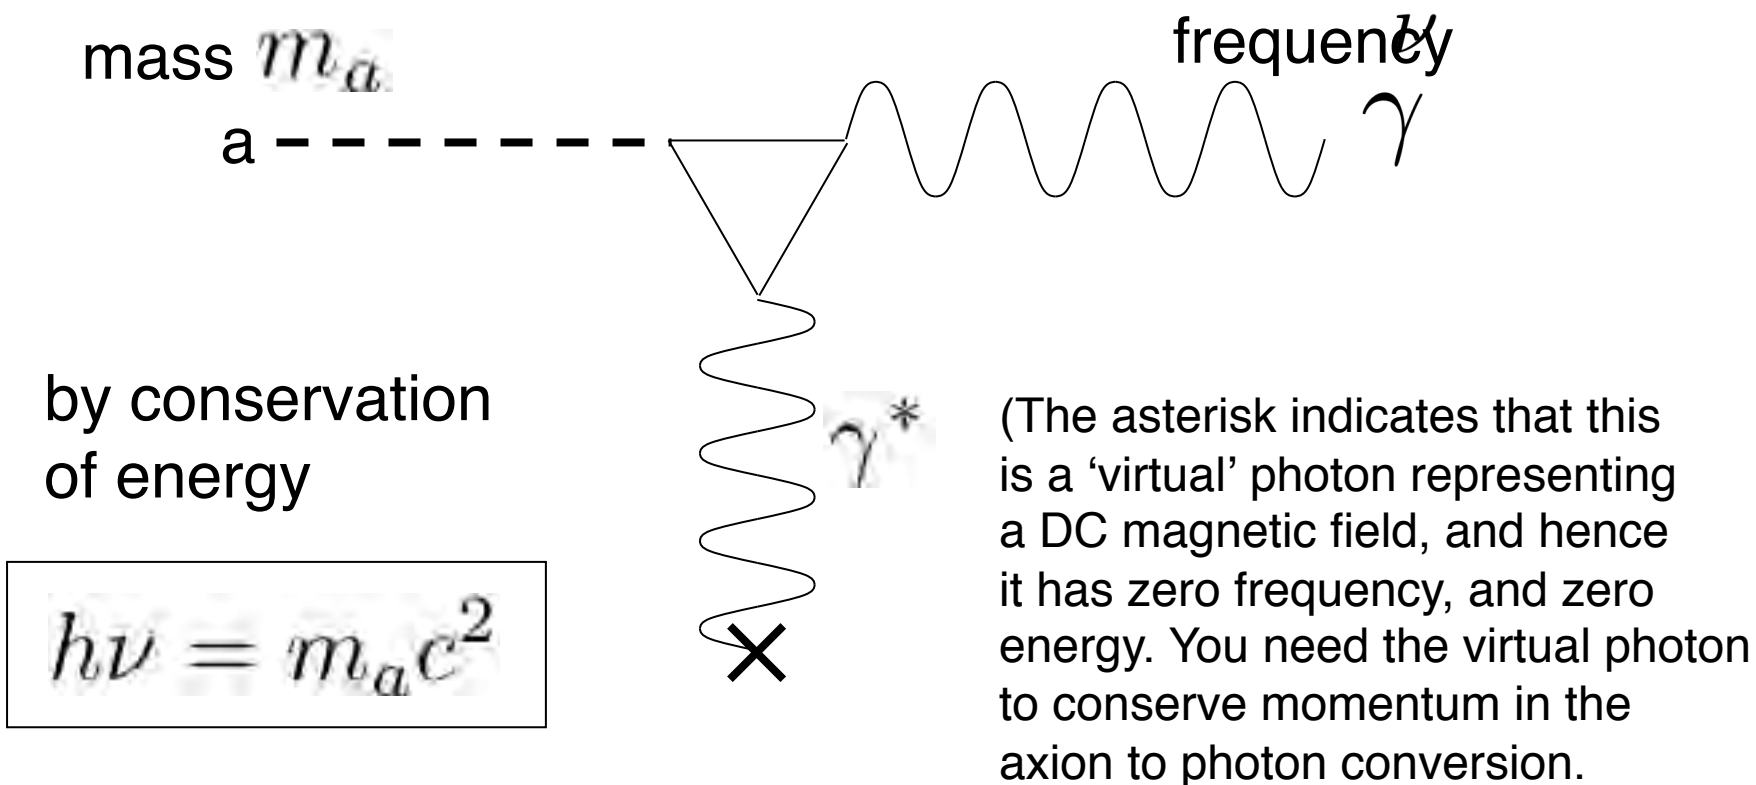 mass m_a
frequency ν
a
γ
by conservation
of energy
γ*
(The asterisk indicates that this
is a ‘virtual’ photon representing
a DC magnetic field, and hence
it has zero frequency, and zero
energy. You need the virtual photon
to conserve momentum in the
axion to photon conversion.
hν = m_a c²